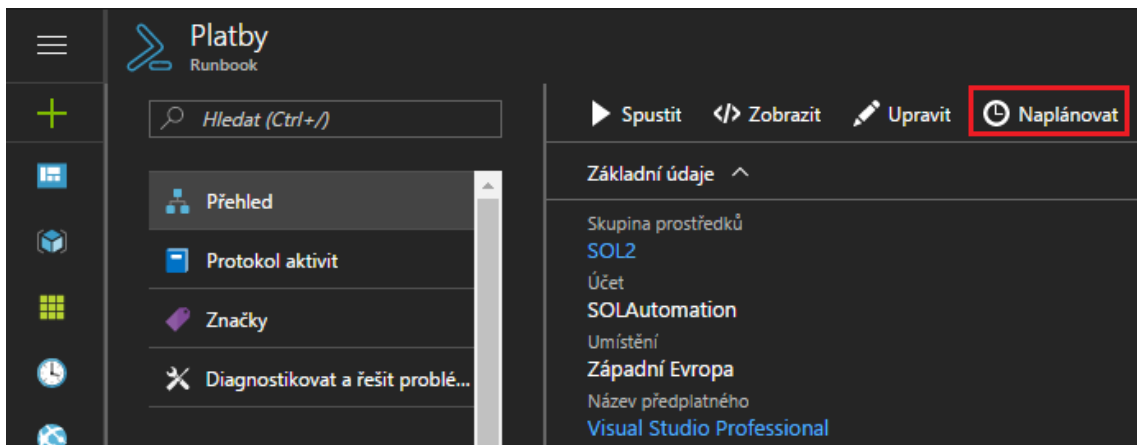 Platby
Runbook
Hledat (Ctrl+/)
Přehled
Protokol aktivit
Značky
Diagnostikovat a řešit problé...
Spustit </> Zobrazit Upravit Naplánovat
Základní údaje
Skupina prostředků
SOL2
Účet
SOLAutomation
Umístění
Západní Evropa
Název předplatného
Visual Studio Professional